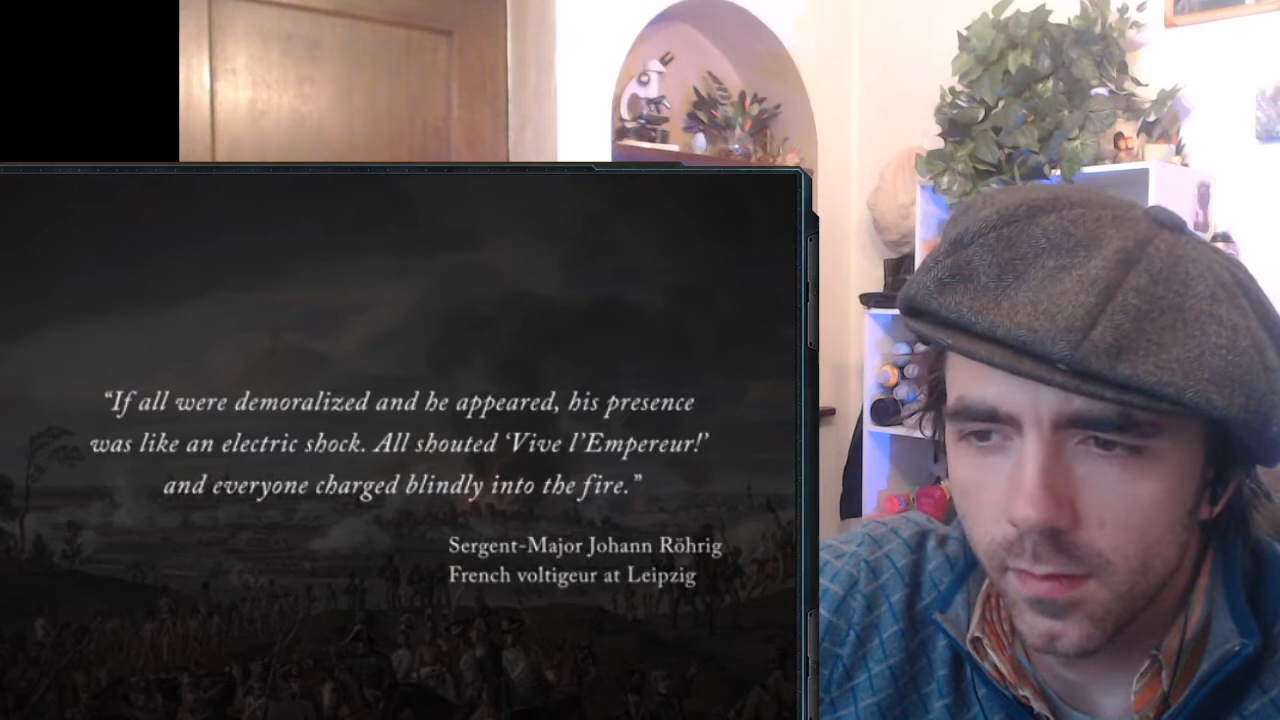 “If all were demoralized and he appeared, his presence
was like an electric shock. All shouted ‘Vive l’Empereur!’
and everyone charged blindly into the fire.”
Sergent-Major Johann Röhrig
French voltigeur at Leipzig